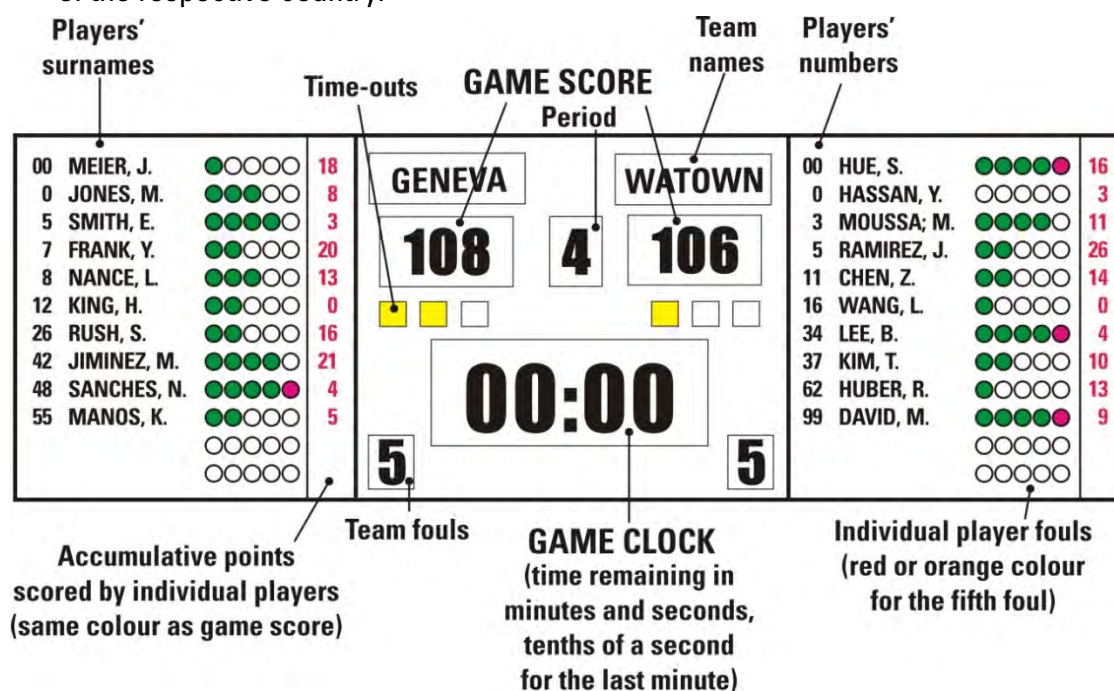 of the respective country.
Players'
surnames
Time-outs
GAME SCORE
Period
Team
names
Players'
numbers
00 MEIER, J. 18
0 JONES, M. 8
5 SMITH, E. 3
7 FRANK, Y. 20
8 NANCE, L. 13
12 KING, H. 0
26 RUSH, S. 16
42 JIMINEZ, M. 21
48 SANCHES, N. 4
55 MANOS, K. 5
GENEVA
WATOWN
108
4
106
00:00
5
5
00 HUE, S. 16
0 HASSAN, Y. 3
3 MOUSSA; M. 11
5 RAMIREZ, J. 26
11 CHEN, Z. 14
16 WANG, L. 0
34 LEE, B. 4
37 KIM, T. 10
62 HUBER, R. 13
99 DAVID, M. 9
Accumulative points
scored by individual players
(same colour as game score)
Team fouls
GAME CLOCK
(time remaining in
minutes and seconds,
tenths of a second
for the last minute)
Individual player fouls
(red or orange colour
for the fifth foul)